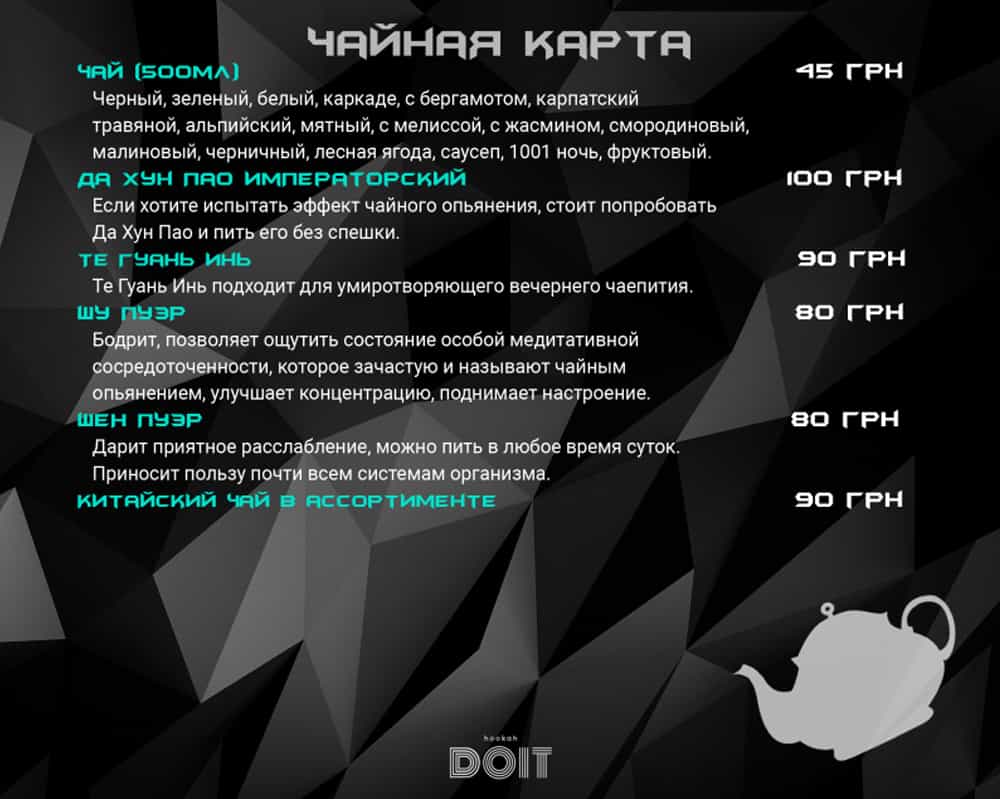 ЧАЙНАЯ КАРТА
ЧАЙ (500МЛ) 45 ГРН
Черный, зеленый, белый, каркаде, с бергамотом, карпатский
травяной, альпийский, мятный, с мелиссой, с жасмином, смородиновый,
малиновый, черничный, лесная ягода, саусеп, 1001 ночь, фруктовый.
ДА ХУН ПАО ИМПЕРАТОРСКИЙ 100 ГРН
Если хотите испытать эффект чайного опьянения, стоит попробовать
Да Хун Пао и пить его без спешки.
ТЕ ГУАНЬ ИНЬ 90 ГРН
Те Гуань Инь подходит для умиротворяющего вечернего чаепития.
ШУ ПУЭР 80 ГРН
Бодрит, позволяет ощутить состояние особой медитативной
сосредоточенности, которое зачастую и называют чайным
опьянением, улучшает концентрацию, поднимает настроение.
ШЕН ПУЭР 80 ГРН
Дарит приятное расслабление, можно пить в любое время суток.
Приносит пользу почти всем системам организма.
КИТАЙСКИЙ ЧАЙ В АССОРТИМЕНТЕ 90 ГРН
hookah
DOIT